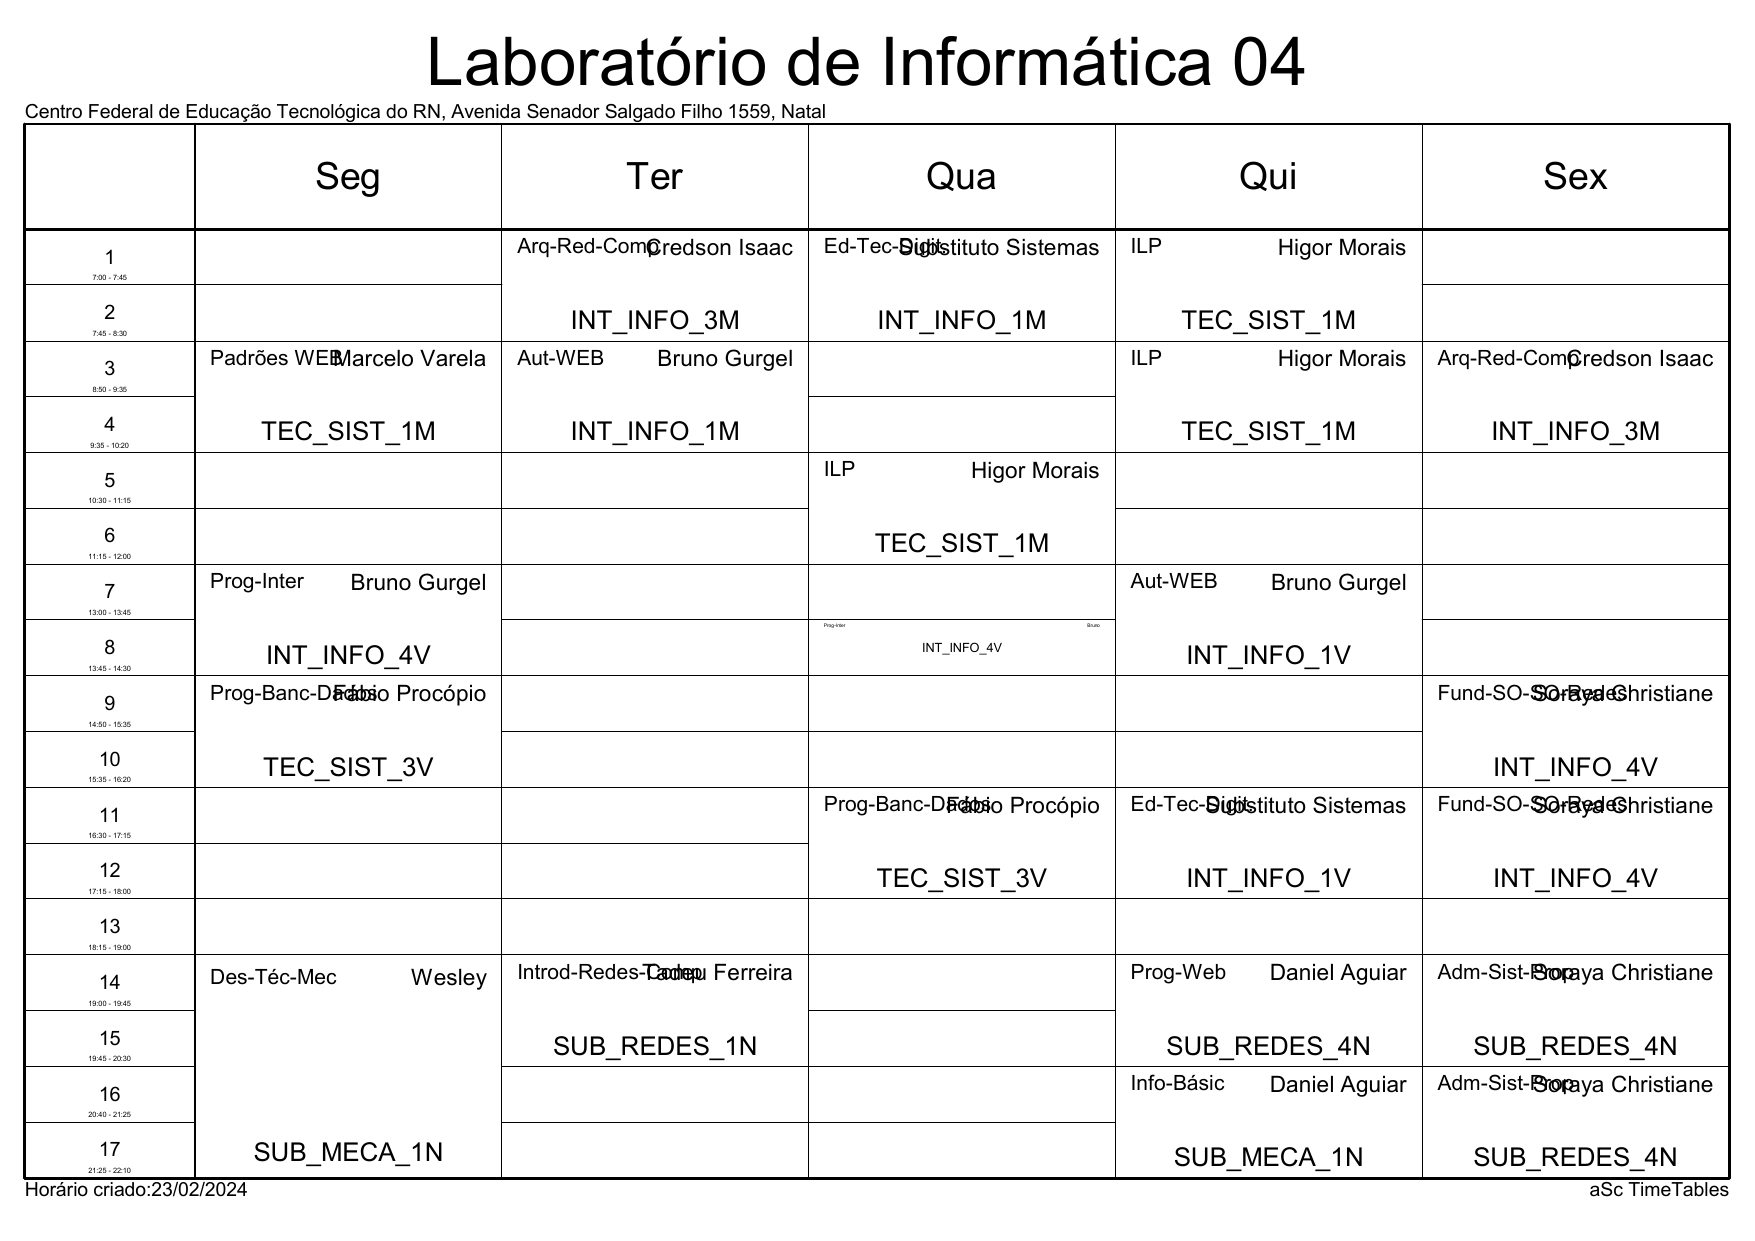 Laboratório de Informática 04
Centro Federal de Educação Tecnológica do RN, Avenida Senador Salgado Filho 1559, Natal
Seg Ter Qua Qui Sex
1
7:00 - 7:45
Arq-Red-Comp Credson Isaac
INT_INFO_3M
Ed-Tec-Digit. Substituto Sistemas
INT_INFO_1M
ILP Higor Morais
TEC_SIST_1M
2
7:45 - 8:30
3
8:50 - 9:35
Padrões WEB Marcelo Varela
TEC_SIST_1M
Aut-WEB Bruno Gurgel
INT_INFO_1M
ILP Higor Morais
TEC_SIST_1M
Arq-Red-Comp Credson Isaac
INT_INFO_3M
4
9:35 - 10:20
5
10:30 - 11:15
ILP Higor Morais
TEC_SIST_1M
6
11:15 - 12:00
7
13:00 - 13:45
Prog-Inter Bruno Gurgel
INT_INFO_4V
Aut-WEB Bruno Gurgel
INT_INFO_1V
8
13:45 - 14:30
Prog-Inter Bruno
INT_INFO_4V
9
14:50 - 15:35
Prog-Banc-Dados Fábio Procópio
TEC_SIST_3V
Fund-SO-SO-Redes Soraya Christiane
INT_INFO_4V
10
15:35 - 16:20
11
16:30 - 17:15
Prog-Banc-Dados Fábio Procópio
TEC_SIST_3V
Ed-Tec-Digit. Substituto Sistemas
INT_INFO_1V
Fund-SO-SO-Redes Soraya Christiane
INT_INFO_4V
12
17:15 - 18:00
13
18:15 - 19:00
14
19:00 - 19:45
Des-Téc-Mec Wesley
SUB_MECA_1N
Introd-Redes-Comp Tadeu Ferreira
SUB_REDES_1N
Prog-Web Daniel Aguiar
SUB_REDES_4N
Adm-Sist-Prop Soraya Christiane
SUB_REDES_4N
15
19:45 - 20:30
16
20:40 - 21:25
Info-Básic Daniel Aguiar
SUB_MECA_1N
Adm-Sist-Prop Soraya Christiane
SUB_REDES_4N
17
21:25 - 22:10
Horário criado:23/02/2024
aSc TimeTables